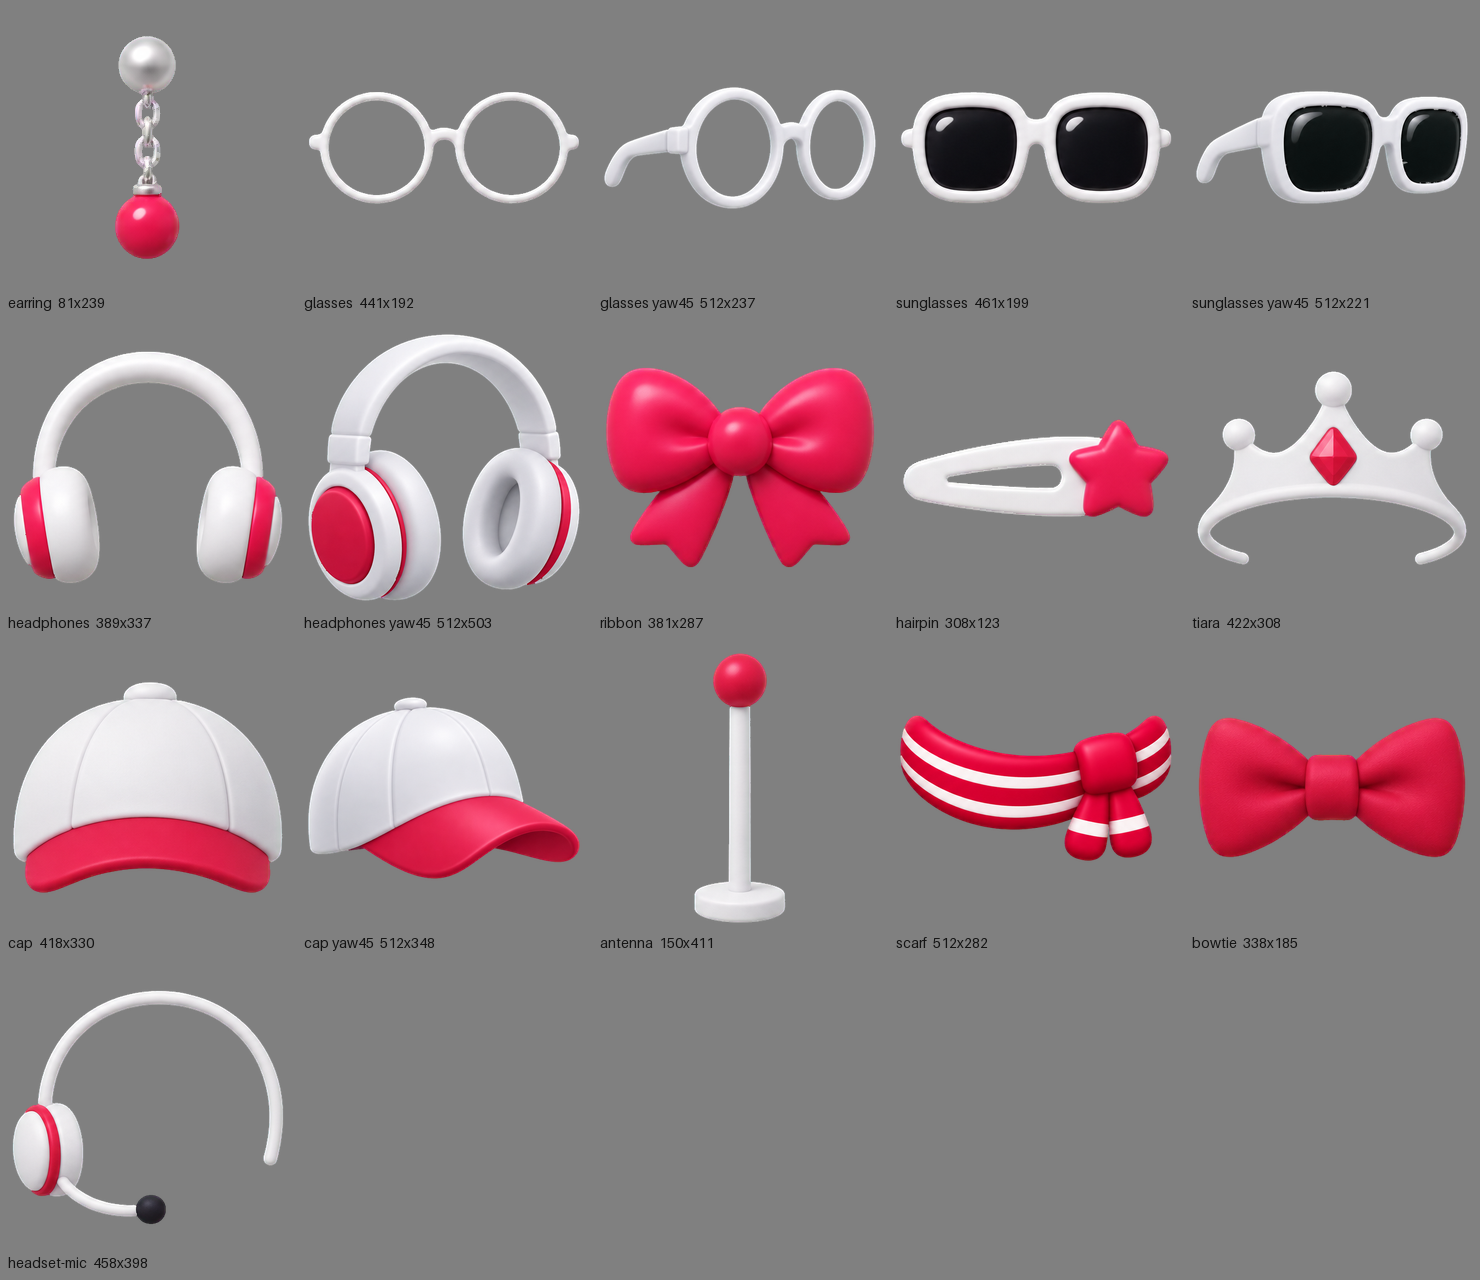 earring 81x239
glasses 441x192
glasses yaw45 512x237
sunglasses 461x199
sunglasses yaw45 512x221
headphones 389x337
headphones yaw45 512x503
ribbon 381x287
hairpin 308x123
tiara 422x308
cap 418x330
cap yaw45 512x348
antenna 150x411
scarf 512x282
bowtie 338x185
headset-mic 458x398